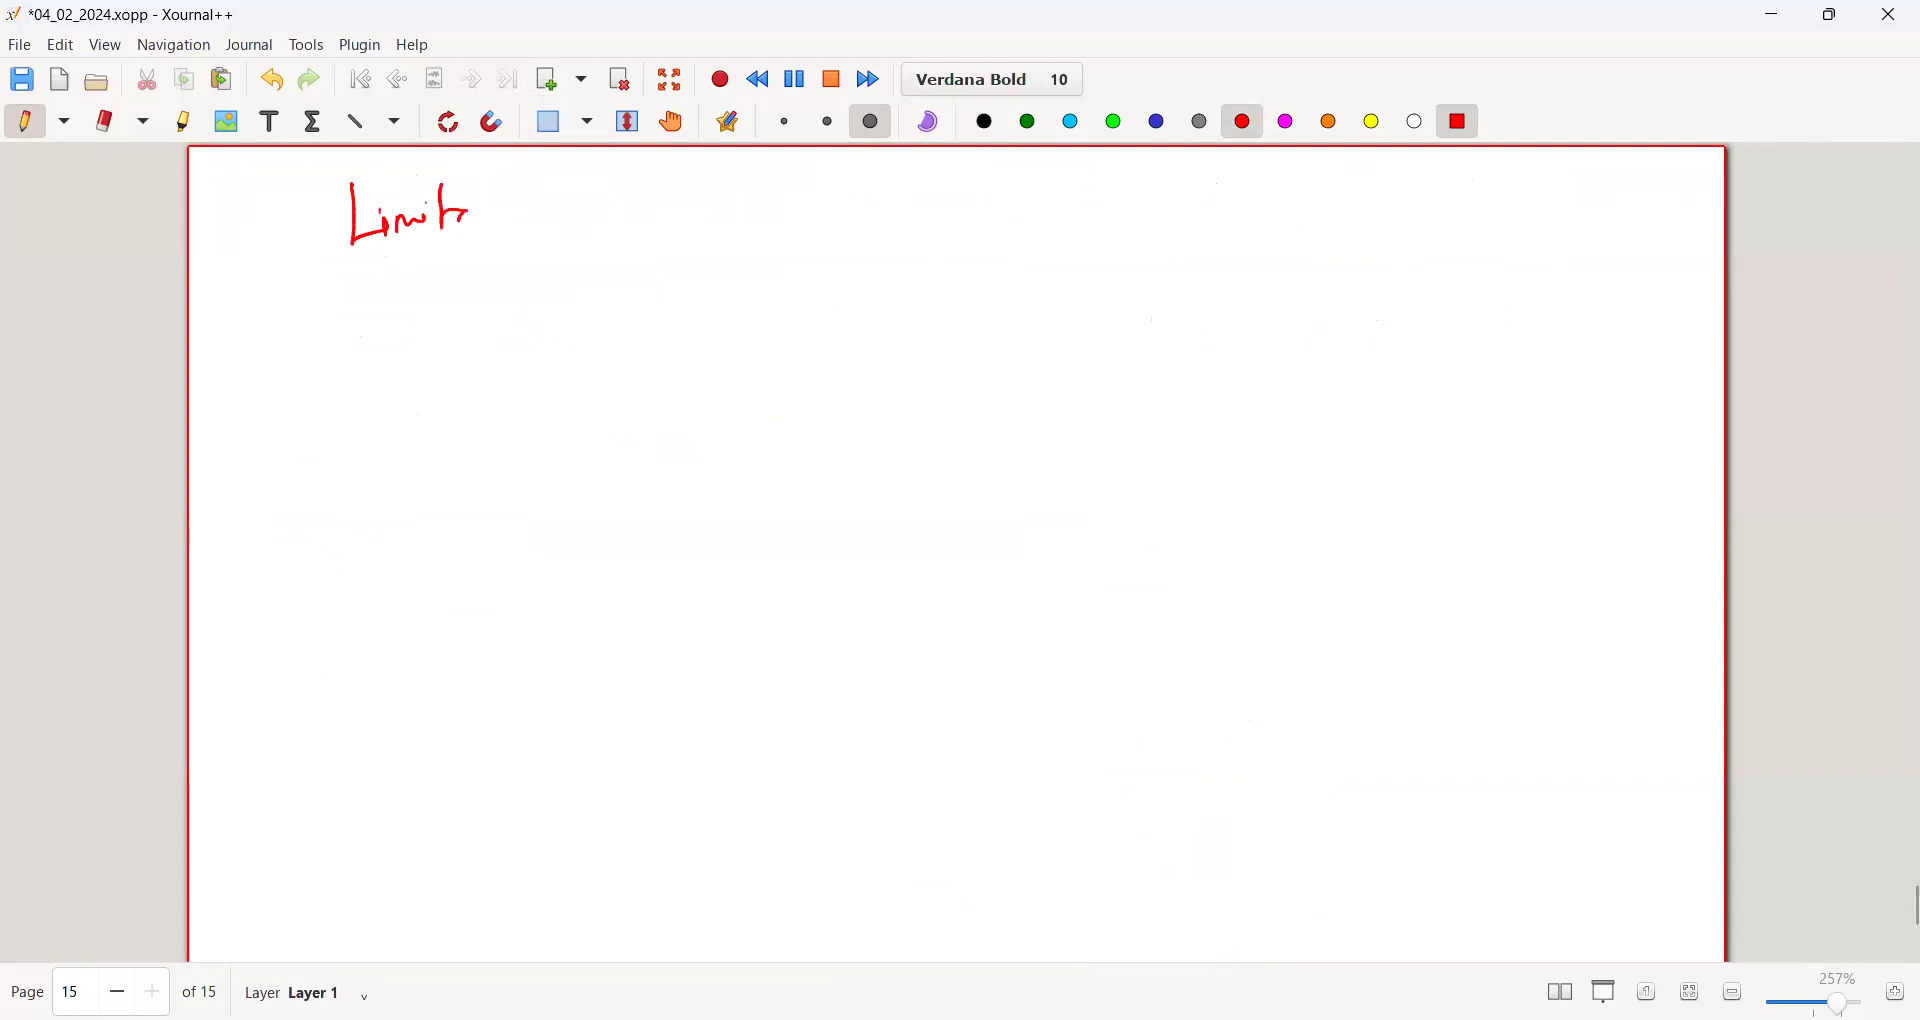 *04_02_2024.xopp - Xournal++
File Edit View Navigation Journal Tools Plugin Help
Verdana Bold 10
Limit
Page 15 of 15 Layer Layer 1
257%